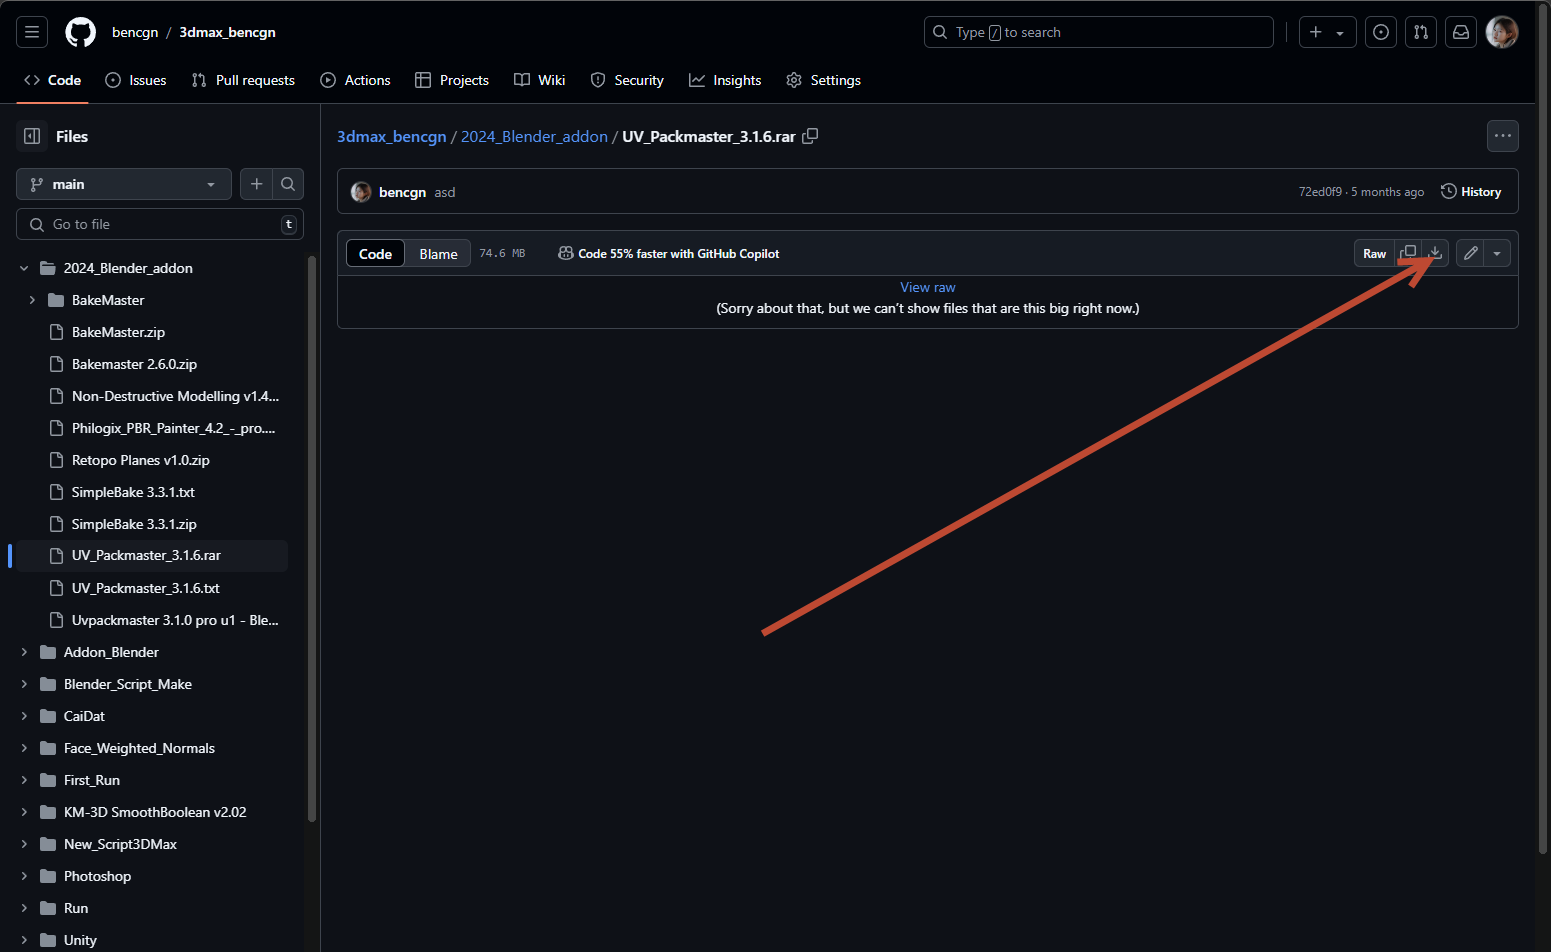 bencgn / 3dmax_bencgn
Type / to search
Code
Issues
Pull requests
Actions
Projects
Wiki
Security
Insights
Settings
Files
main
Go to file
t
2024_Blender_addon
BakeMaster
BakeMaster.zip
Bakemaster 2.6.0.zip
Non-Destructive Modelling v1.4...
Philogix_PBR_Painter_4.2_-_pro....
Retopo Planes v1.0.zip
SimpleBake 3.3.1.txt
SimpleBake 3.3.1.zip
UV_Packmaster_3.1.6.rar
UV_Packmaster_3.1.6.txt
Uvpackmaster 3.1.0 pro u1 - Ble...
Addon_Blender
Blender_Script_Make
CaiDat
Face_Weighted_Normals
First_Run
KM-3D SmoothBoolean v2.02
New_Script3DMax
Photoshop
Run
Unity
3dmax_bencgn / 2024_Blender_addon / UV_Packmaster_3.1.6.rar
bencgn asd
72ed0f9 · 5 months ago
History
Code
Blame
74.6 MB
Code 55% faster with GitHub Copilot
Raw
View raw
(Sorry about that, but we can’t show files that are this big right now.)